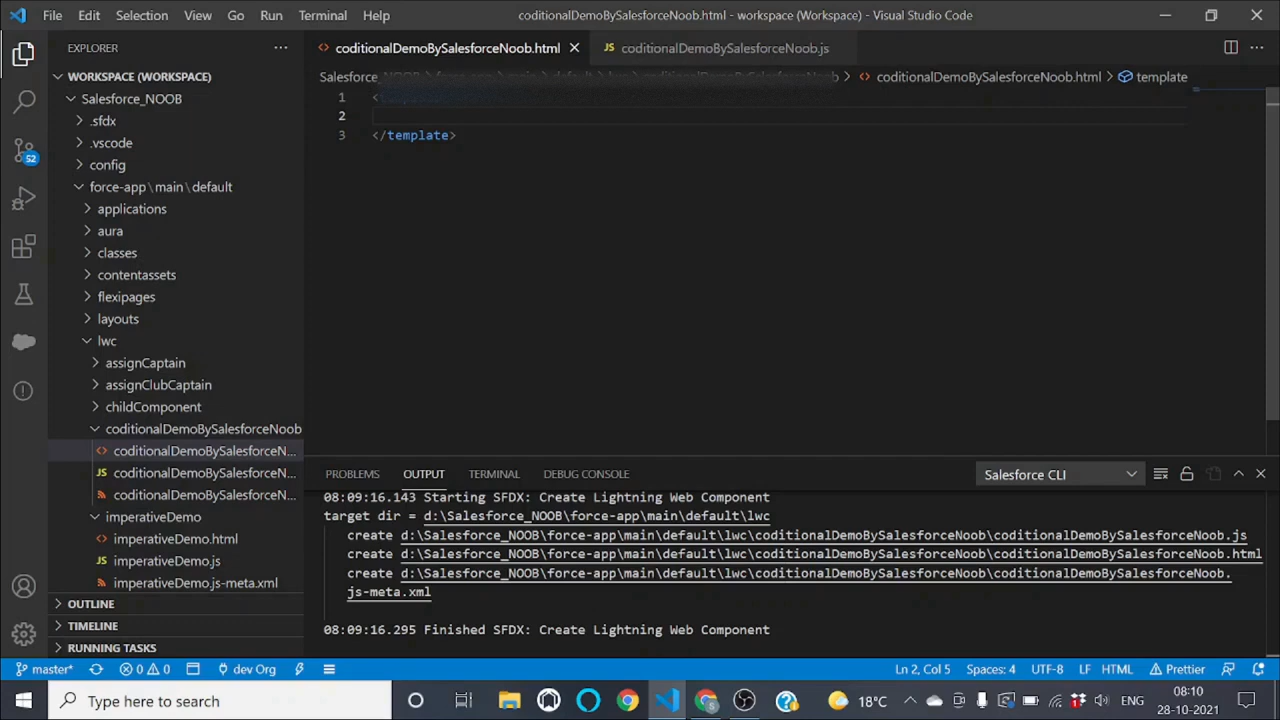 File Edit Selection View Go Run Terminal Help coditionalDemoBySalesforceNoob.html - workspace (Workspace) - Visual Studio Code
EXPLORER
WORKSPACE (WORKSPACE)
Salesforce_NOOB
.sfdx
.vscode
config
force-app\main\default
applications
aura
classes
contentassets
flexipages
layouts
lwc
assignCaptain
assignClubCaptain
childComponent
coditionalDemoBySalesforceNoob
coditionalDemoBySalesforceN...
JS coditionalDemoBySalesforceN...
coditionalDemoBySalesforceN...
imperativeDemo
imperativeDemo.html
JS imperativeDemo.js
imperativeDemo.js-meta.xml
OUTLINE
TIMELINE
RUNNING TASKS
52
coditionalDemoBySalesforceNoob.html JS coditionalDemoBySalesforceNoob.js
coditionalDemoBySalesforceNoob.html template
1
2
3 </template>
PROBLEMS OUTPUT TERMINAL DEBUG CONSOLE Salesforce CLI
08:09:16.143 Starting SFDX: Create Lightning Web Component
target dir = d:\Salesforce_NOOB\force-app\main\default\lwc
create d:\Salesforce_NOOB\force-app\main\default\lwc\coditionalDemoBySalesforceNoob\coditionalDemoBySalesforceNoob.js
create d:\Salesforce_NOOB\force-app\main\default\lwc\coditionalDemoBySalesforceNoob\coditionalDemoBySalesforceNoob.html
create d:\Salesforce_NOOB\force-app\main\default\lwc\coditionalDemoBySalesforceNoob\coditionalDemoBySalesforceNoob.
js-meta.xml
08:09:16.295 Finished SFDX: Create Lightning Web Component
master* 0 0 dev Org Ln 2, Col 5 Spaces: 4 UTF-8 LF HTML Prettier
Type here to search 18°C ENG 08:10
28-10-2021